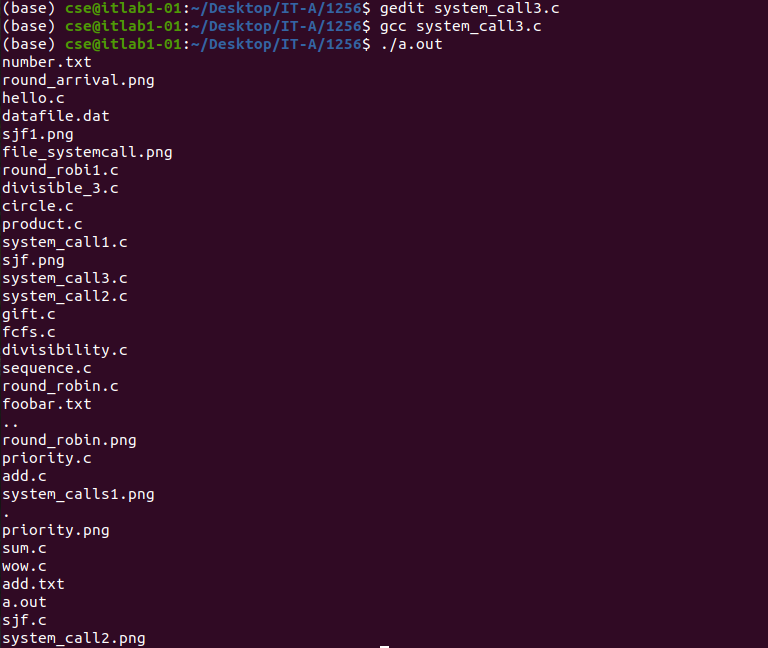 (base) cse@itlab1-01:~/Desktop/IT-A/1256$ gedit system_call3.c
(base) cse@itlab1-01:~/Desktop/IT-A/1256$ gcc system_call3.c
(base) cse@itlab1-01:~/Desktop/IT-A/1256$ ./a.out
number.txt
round_arrival.png
hello.c
datafile.dat
sjf1.png
file_systemcall.png
round_robi1.c
divisible_3.c
circle.c
product.c
system_call1.c
sjf.png
system_call3.c
system_call2.c
gift.c
fcfs.c
divisibility.c
sequence.c
round_robin.c
foobar.txt
..
round_robin.png
priority.c
add.c
system_calls1.png
.
priority.png
sum.c
wow.c
add.txt
a.out
sjf.c
system_call2.png